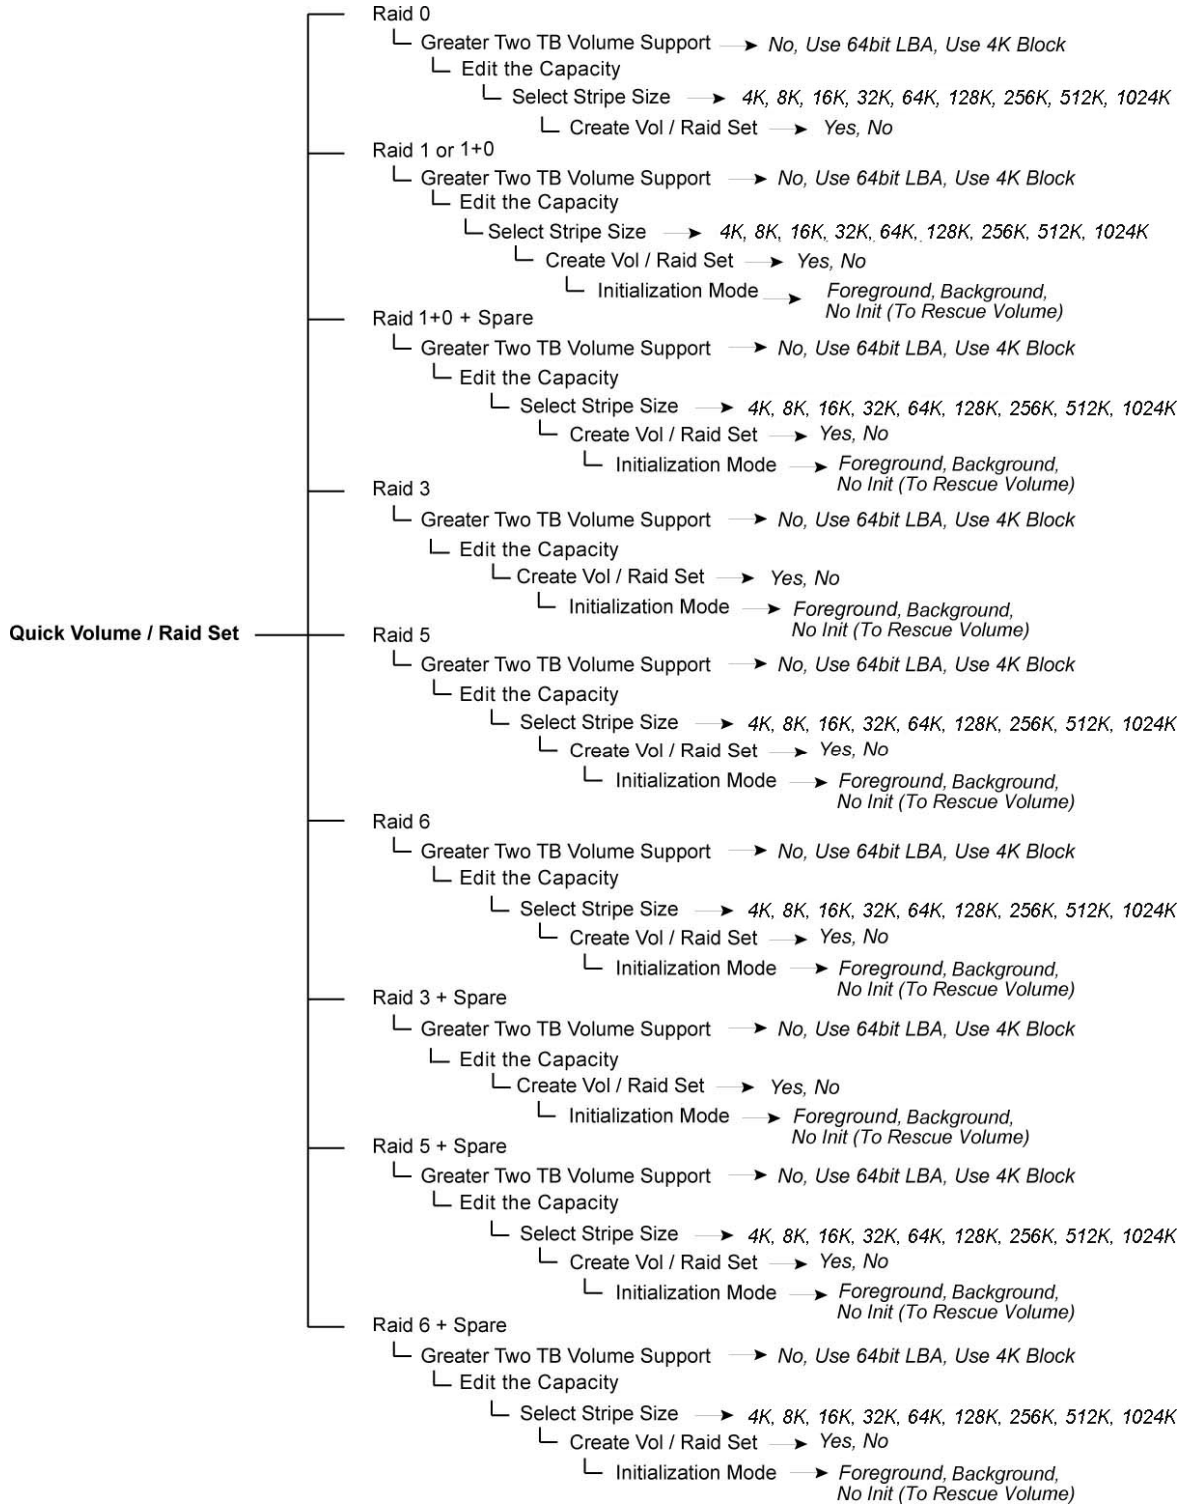 Raid 0
Greater Two TB Volume Support No, Use 64bit LBA, Use 4K Block
Edit the Capacity
Select Stripe Size 4K, 8K, 16K, 32K, 64K, 128K, 256K, 512K, 1024K
Create Vol / Raid Set Yes, No
Raid 1 or 1+0
Greater Two TB Volume Support No, Use 64bit LBA, Use 4K Block
Edit the Capacity
Select Stripe Size 4K, 8K, 16K, 32K, 64K, 128K, 256K, 512K, 1024K
Create Vol / Raid Set Yes, No
Initialization Mode Foreground, Background,
No Init (To Rescue Volume)
Raid 1+0 + Spare
Greater Two TB Volume Support No, Use 64bit LBA, Use 4K Block
Edit the Capacity
Select Stripe Size 4K, 8K, 16K, 32K, 64K, 128K, 256K, 512K, 1024K
Create Vol / Raid Set Yes, No
Initialization Mode Foreground, Background,
No Init (To Rescue Volume)
Raid 3
Greater Two TB Volume Support No, Use 64bit LBA, Use 4K Block
Edit the Capacity
Create Vol / Raid Set Yes, No
Initialization Mode Foreground, Background,
No Init (To Rescue Volume)
Quick Volume / Raid Set
Raid 5
Greater Two TB Volume Support No, Use 64bit LBA, Use 4K Block
Edit the Capacity
Select Stripe Size 4K, 8K, 16K, 32K, 64K, 128K, 256K, 512K, 1024K
Create Vol / Raid Set Yes, No
Initialization Mode Foreground, Background,
No Init (To Rescue Volume)
Raid 6
Greater Two TB Volume Support No, Use 64bit LBA, Use 4K Block
Edit the Capacity
Select Stripe Size 4K, 8K, 16K, 32K, 64K, 128K, 256K, 512K, 1024K
Create Vol / Raid Set Yes, No
Initialization Mode Foreground, Background,
No Init (To Rescue Volume)
Raid 3 + Spare
Greater Two TB Volume Support No, Use 64bit LBA, Use 4K Block
Edit the Capacity
Create Vol / Raid Set Yes, No
Initialization Mode Foreground, Background,
No Init (To Rescue Volume)
Raid 5 + Spare
Greater Two TB Volume Support No, Use 64bit LBA, Use 4K Block
Edit the Capacity
Select Stripe Size 4K, 8K, 16K, 32K, 64K, 128K, 256K, 512K, 1024K
Create Vol / Raid Set Yes, No
Initialization Mode Foreground, Background,
No Init (To Rescue Volume)
Raid 6 + Spare
Greater Two TB Volume Support No, Use 64bit LBA, Use 4K Block
Edit the Capacity
Select Stripe Size 4K, 8K, 16K, 32K, 64K, 128K, 256K, 512K, 1024K
Create Vol / Raid Set Yes, No
Initialization Mode Foreground, Background,
No Init (To Rescue Volume)